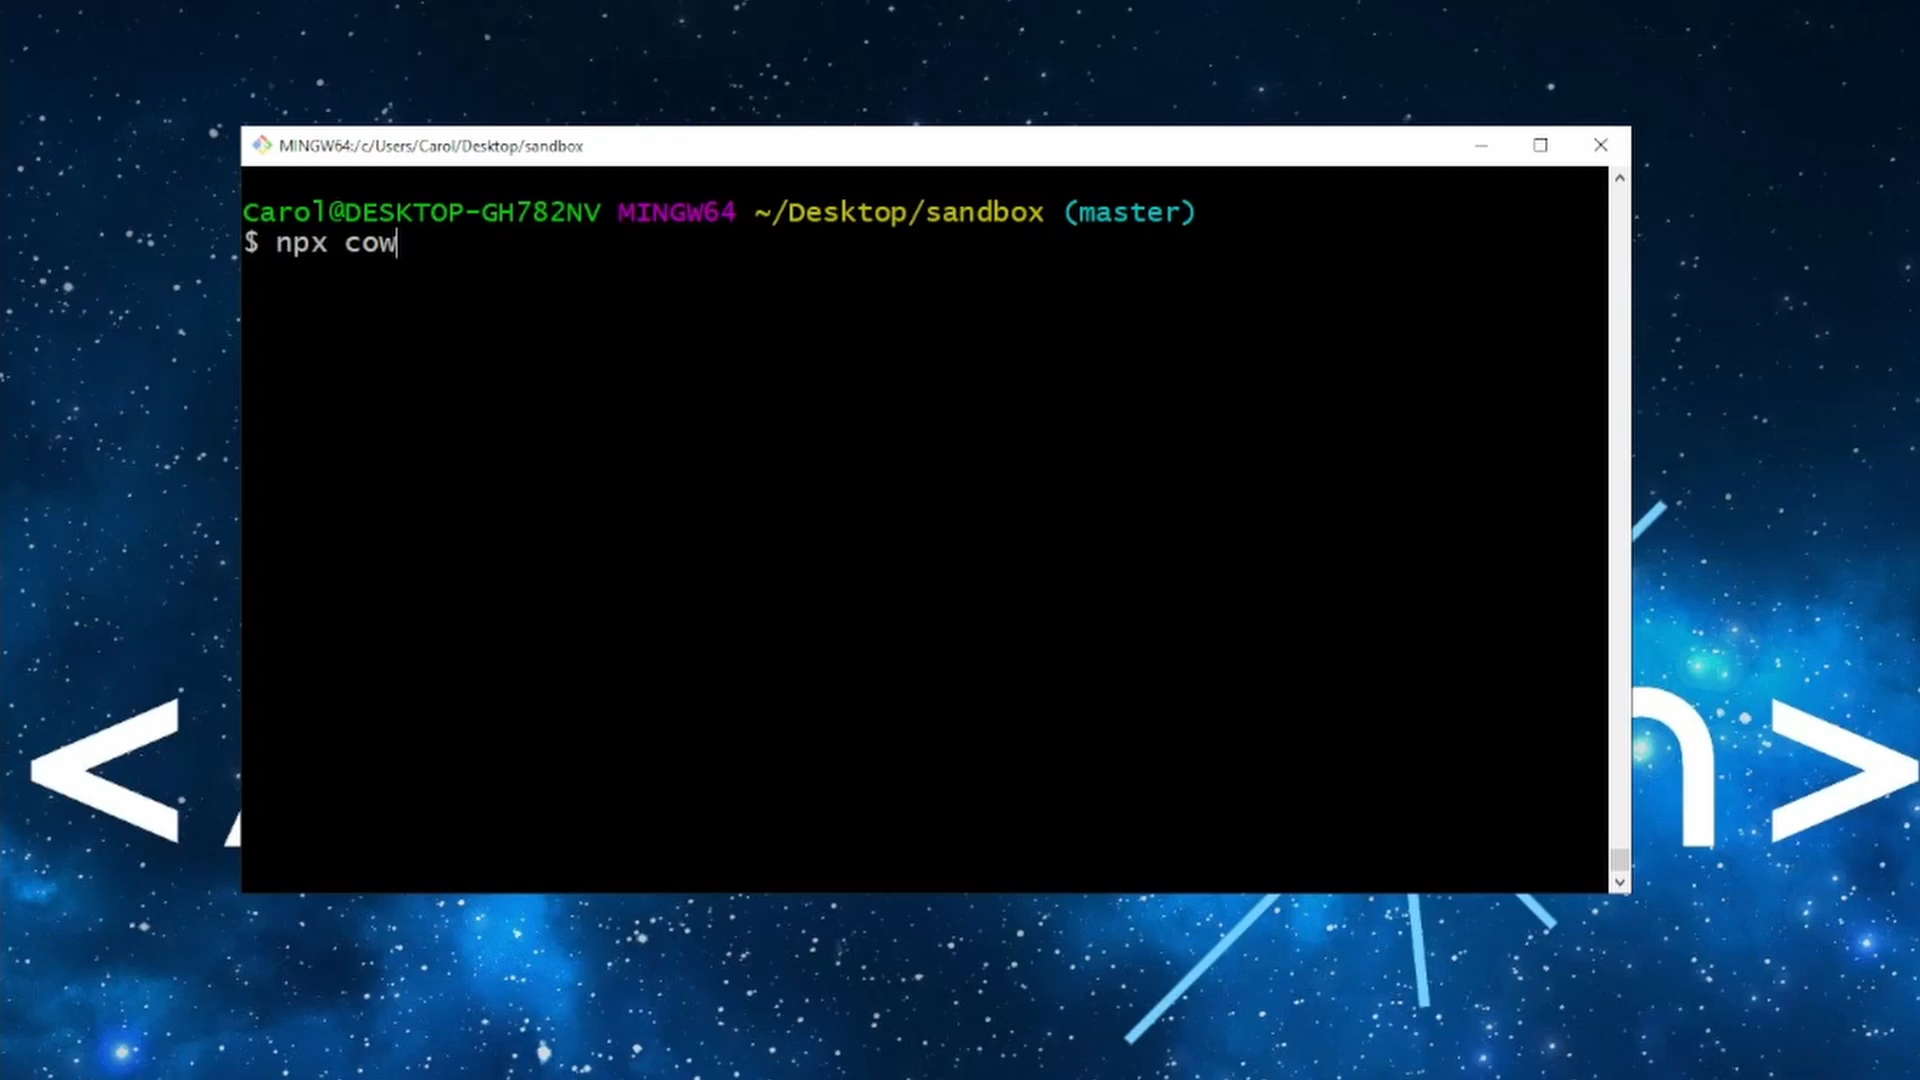 MINGW64:/c/Users/Carol/Desktop/sandbox
Carol@DESKTOP-GH782NV MINGW64 ~/Desktop/sandbox (master)
$ npx cow
< n>